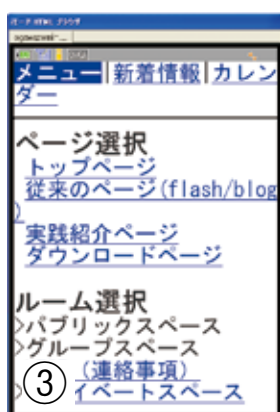 メニュー|新着情報|カレン
ダー
ページ選択
トップページ
従来のページ(flash/blog
)
実践紹介ページ
ダウンロードページ
ルーム選択
>パブリックスペース
>グループスペース
(連絡事項)
③
イベートスペース